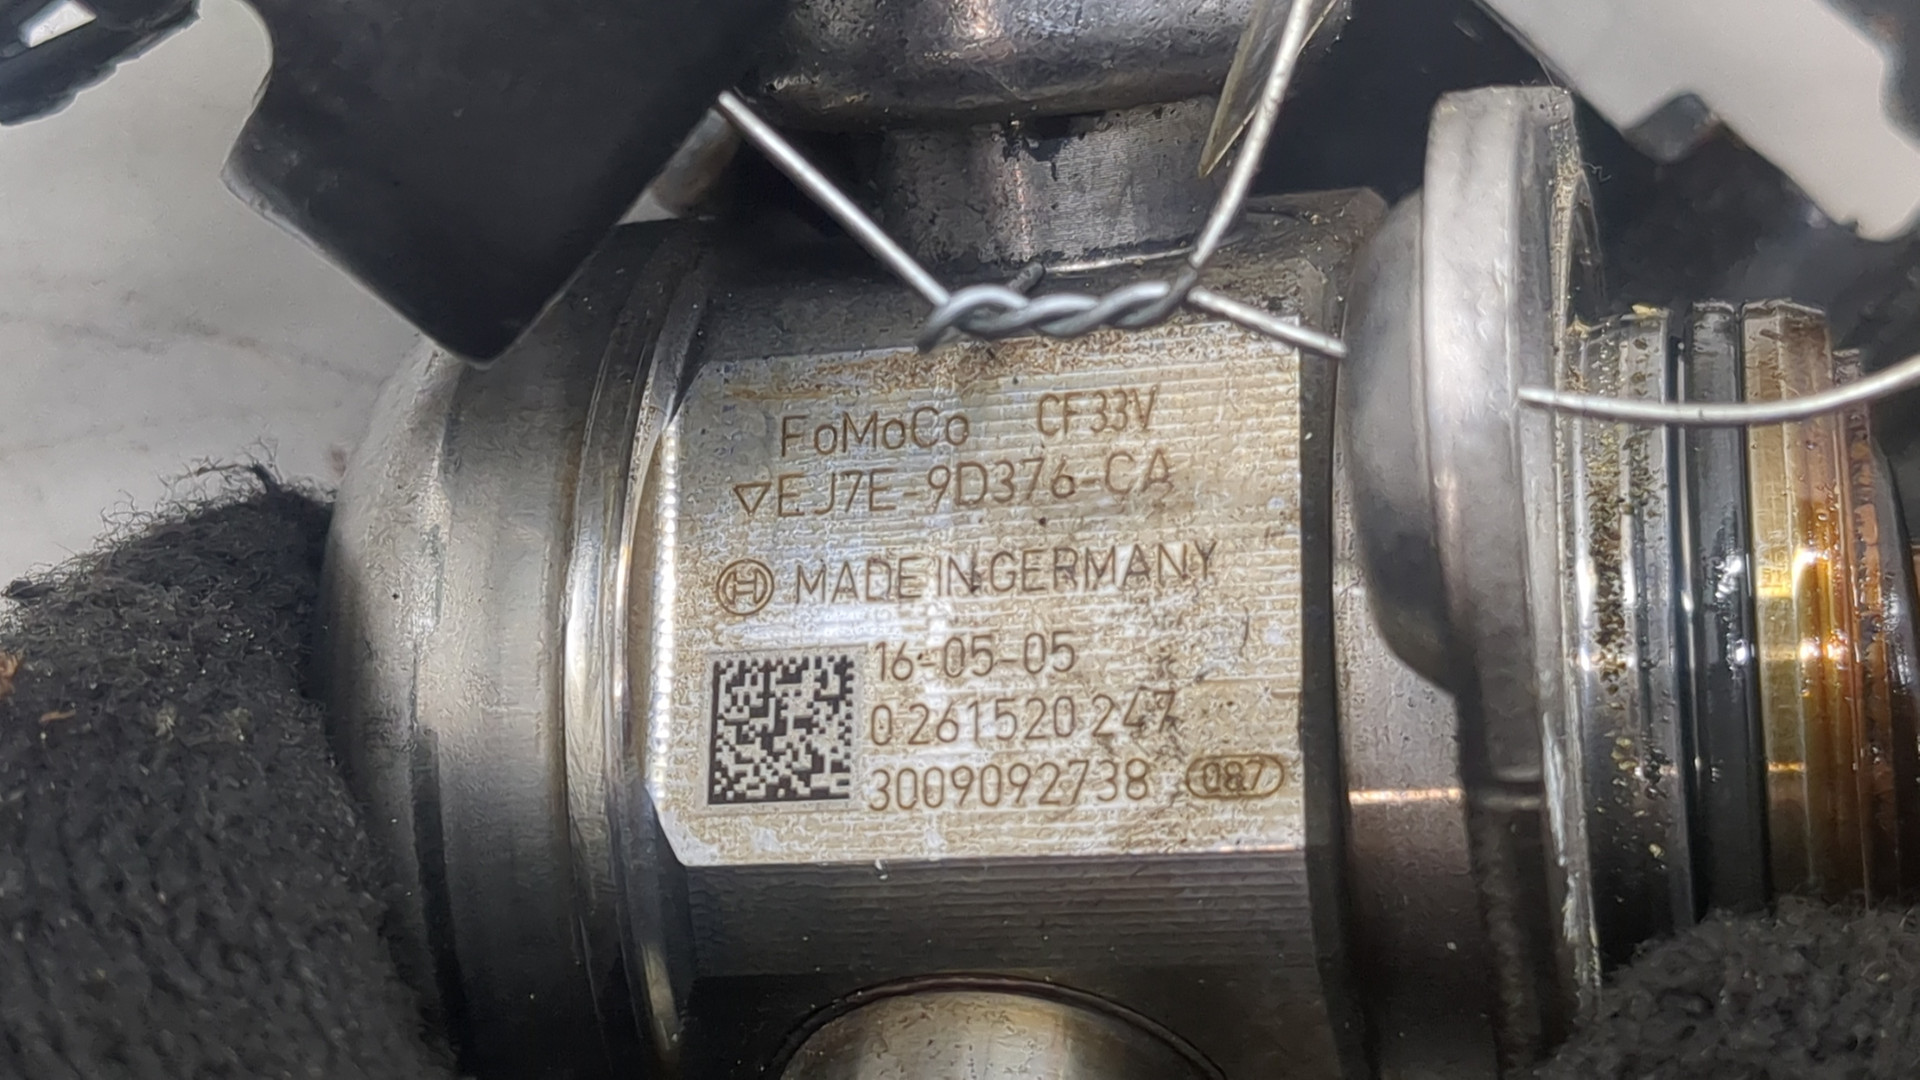 FoMoCo CF33V
EJ7E-9D376-CA
MADE IN GERMANY
16-05-05
0 261 520 247
3009092738 087